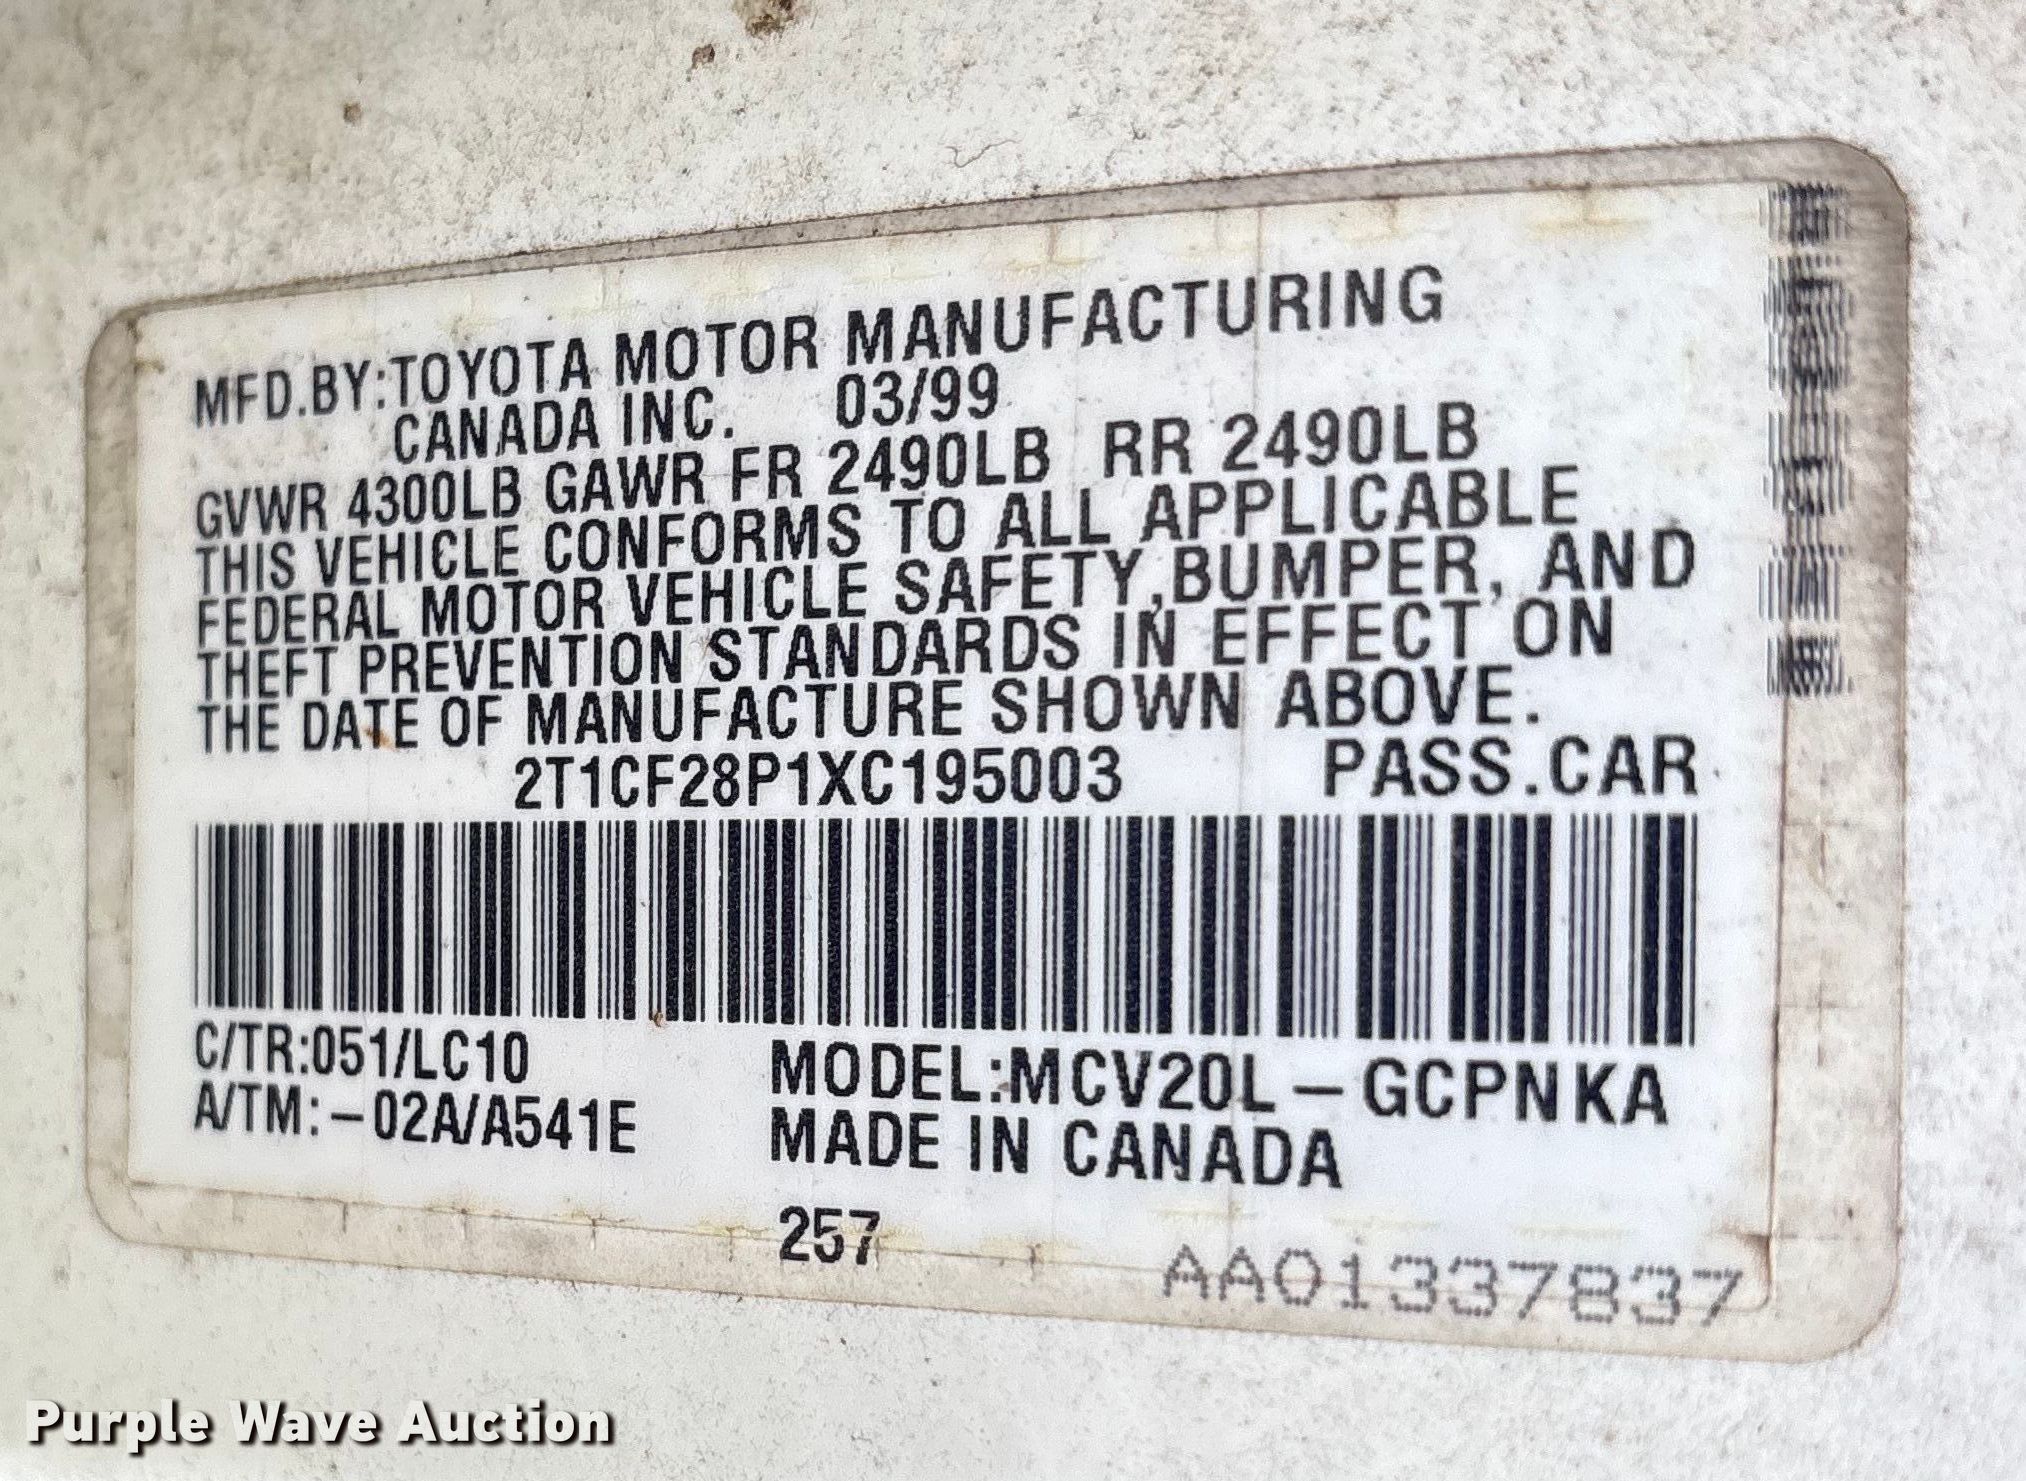 MFD.BY:TOYOTA MOTOR MANUFACTURING
CANADA INC. 03/99
GVWR 4300LB GAWR FR 2490LB RR 2490LB
THIS VEHICLE CONFORMS TO ALL APPLICABLE
FEDERAL MOTOR VEHICLE SAFETY,BUMPER, AND
THEFT PREVENTION STANDARDS IN EFFECT ON
THE DATE OF MANUFACTURE SHOWN ABOVE.
2T1CF28P1XC195003 PASS.CAR
C/TR:051/LC10
A/TM:-02A/A541E
MODEL:MCV20L-GCPNKA
MADE IN CANADA
257
AA01337837
Purple Wave Auction